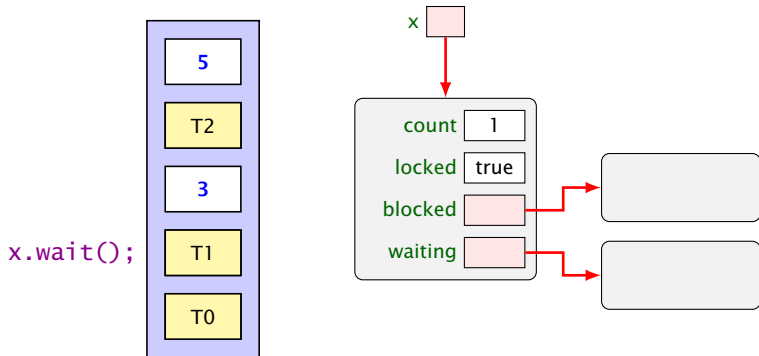 5
T2
3
x.wait();
T1
T0
x
count 1
locked true
blocked
waiting